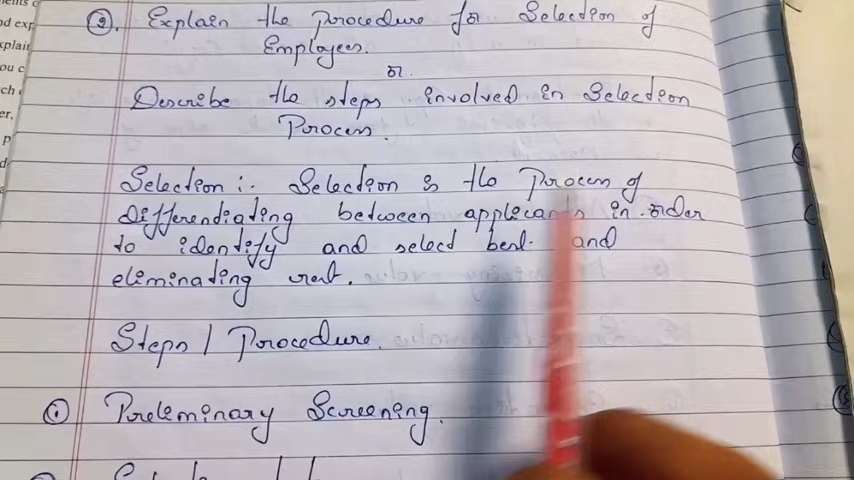 ②. Explain the Procedure for Selection of
Employees.
or.
Describe the steps involved in Selection
Process.
Selection :- Selection is the Process of
differentiating between applicants in order
to identify and select best and
eliminating rest.
Steps / Procedure.
① Preliminary Screening.